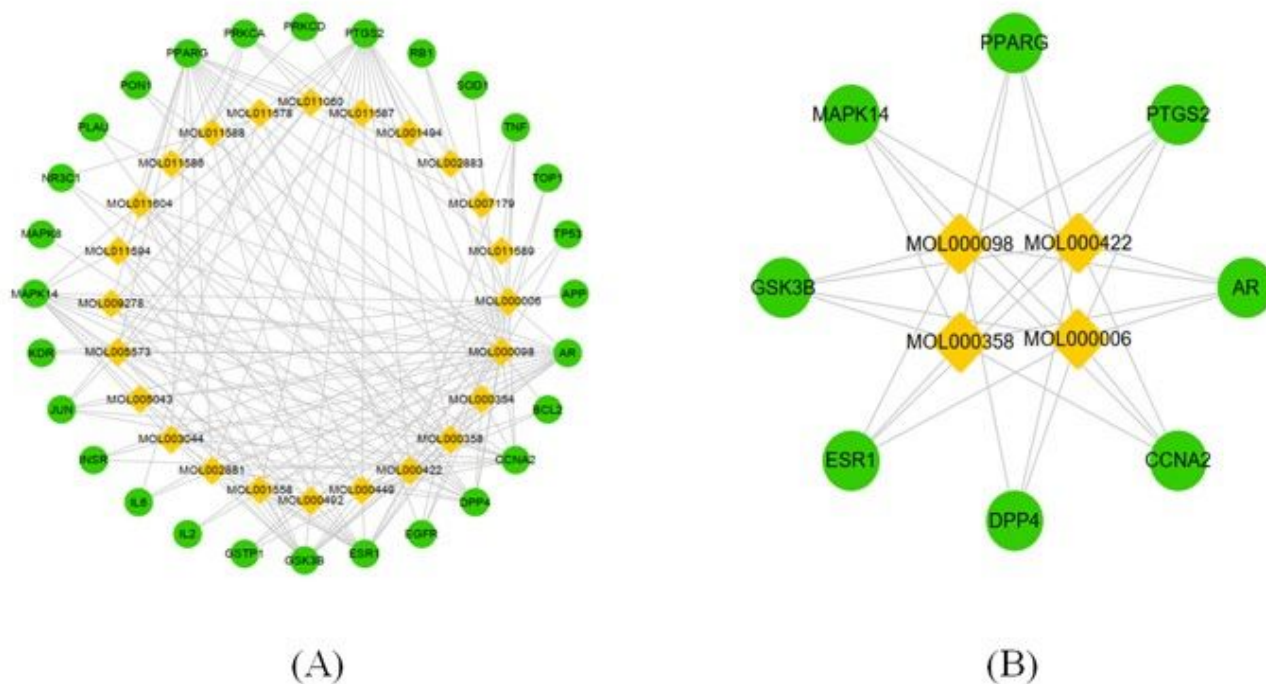 PRKCD
PRKCA
PTGS2
PPARG
RB1
PON1
SOD1
PLAU
TNF
NR3C1
TOP1
MAPK8
TP53
MAPK14
APP
KDR
AR
JUN
BCL2
INSR
CCNA2
IL6
DPP4
IL2
EGFR
GSTP1
GSK3B
ESR1
MOL011060
MOL011578
MOL011587
MOL011588
MOL001494
MOL011586
MOL002883
MOL011604
MOL007179
MOL011594
MOL011589
MOL009278
MOL000006
MOL005573
MOL000098
MOL005043
MOL000354
MOL003044
MOL000358
MOL002881
MOL000422
MOL001558
MOL000449
MOL000492
(A)
PPARG
MAPK14
PTGS2
MOL000098
MOL000422
GSK3B
AR
MOL000358
MOL000006
ESR1
CCNA2
DPP4
(B)